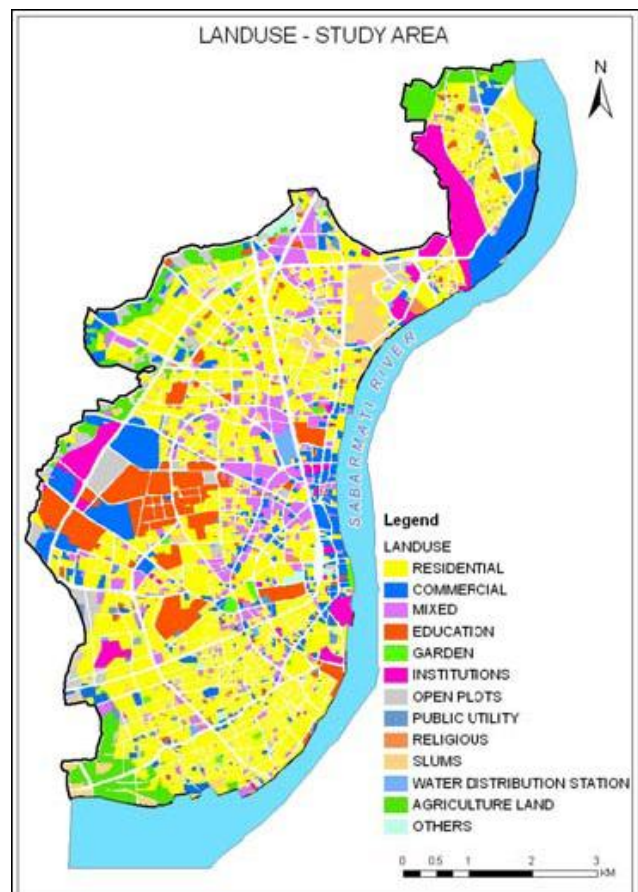 LANDUSE - STUDY AREA
N
SABARMATI RIVER
Legend
LANDUSE
RESIDENTIAL
COMMERCIAL
MIXED
EDUCATION
GARDEN
INSTITUTIONS
OPEN PLOTS
PUBLIC UTILITY
RELIGIOUS
SLUMS
WATER DISTRIBUTION STATION
AGRICULTURE LAND
OTHERS
0 0.5 1 2 3
KM